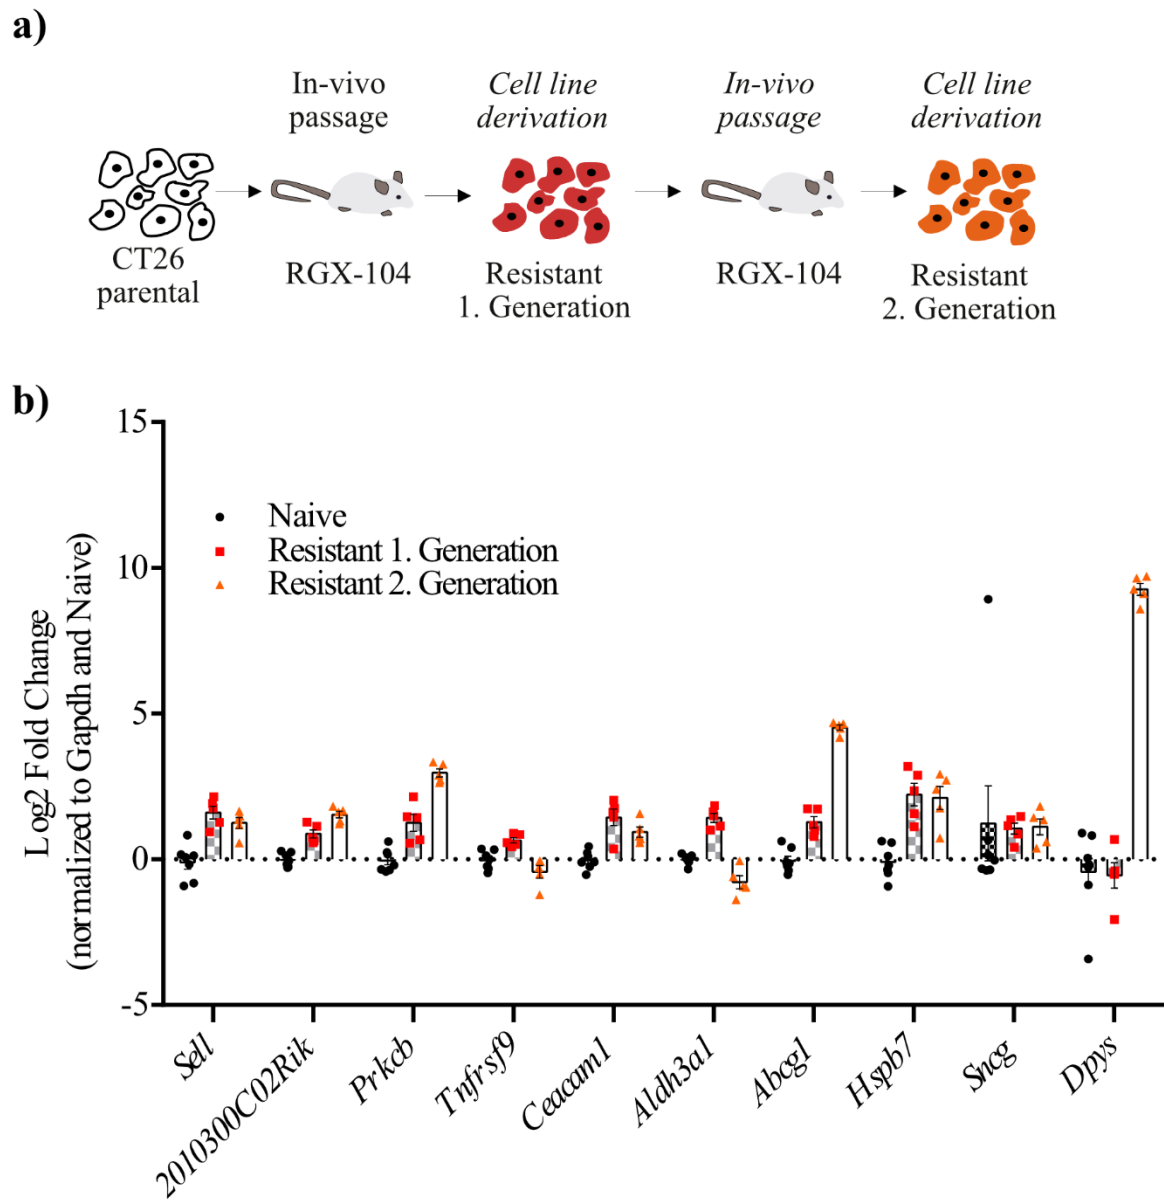 a)
In-vivo
passage
Cell line
derivation
In-vivo
passage
Cell line
derivation
CT26
parental
RGX-104
Resistant
1. Generation
RGX-104
Resistant
2. Generation
b)
Log2 Fold Change
(normalized to Gapdh and Naive)
15
10
5
0
-5
Naive
Resistant 1. Generation
Resistant 2. Generation
Sell
2010300C02Rik
Prkcb
Tnfrsf9
Ceacam1
Aldh3a1
Abcg1
Hspb7
Sncg
Dpys